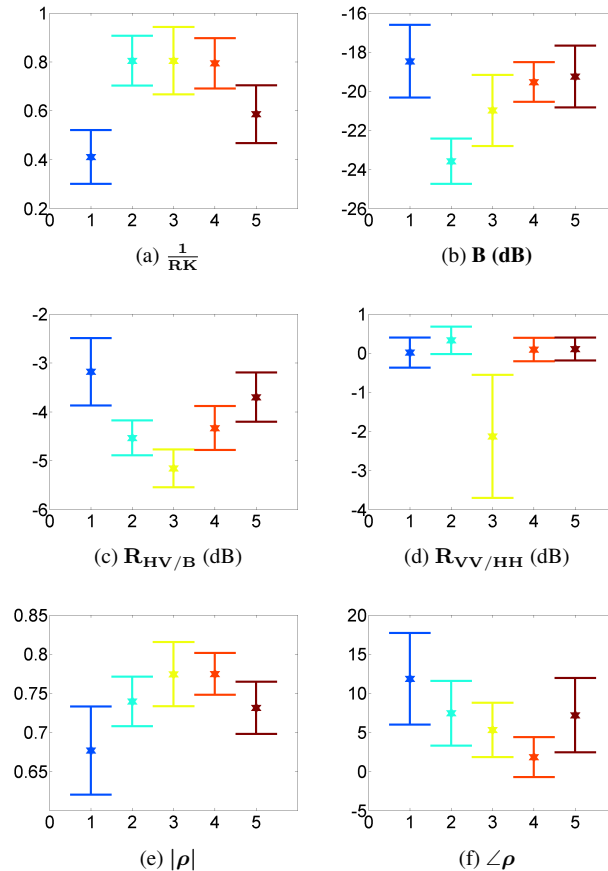 1
0.8
0.6
0.4
0.2
0 1 2 3 4 5
(a) 1/RK
-16
-18
-20
-22
-24
-26
0 1 2 3 4 5
(b) B (dB)
-2
-3
-4
-5
-6
0 1 2 3 4 5
(c) R_HV/B (dB)
1
0
-1
-2
-3
-4
0 1 2 3 4 5
(d) R_VV/HH (dB)
0.85
0.8
0.75
0.7
0.65
0 1 2 3 4 5
(e) |ρ|
20
15
10
5
0
-5
0 1 2 3 4 5
(f) ∠ρ